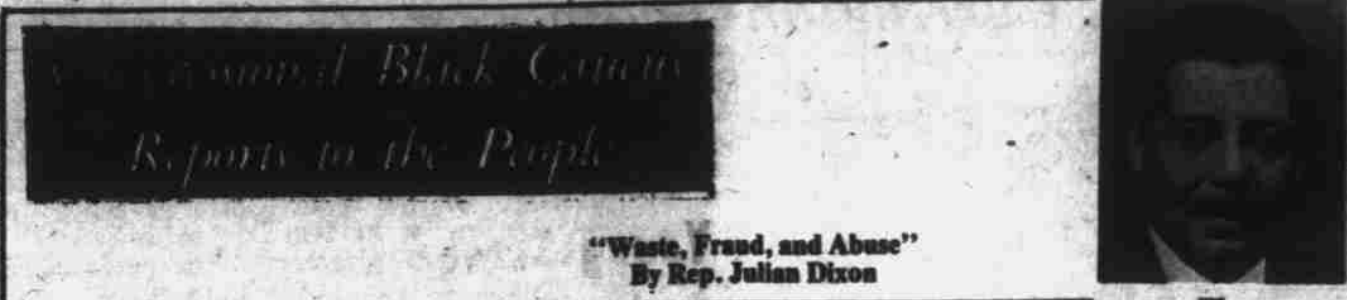 Black Caucus
Reports to the People
“Waste, Fraud, and Abuse”
By Rep. Julian Dixon